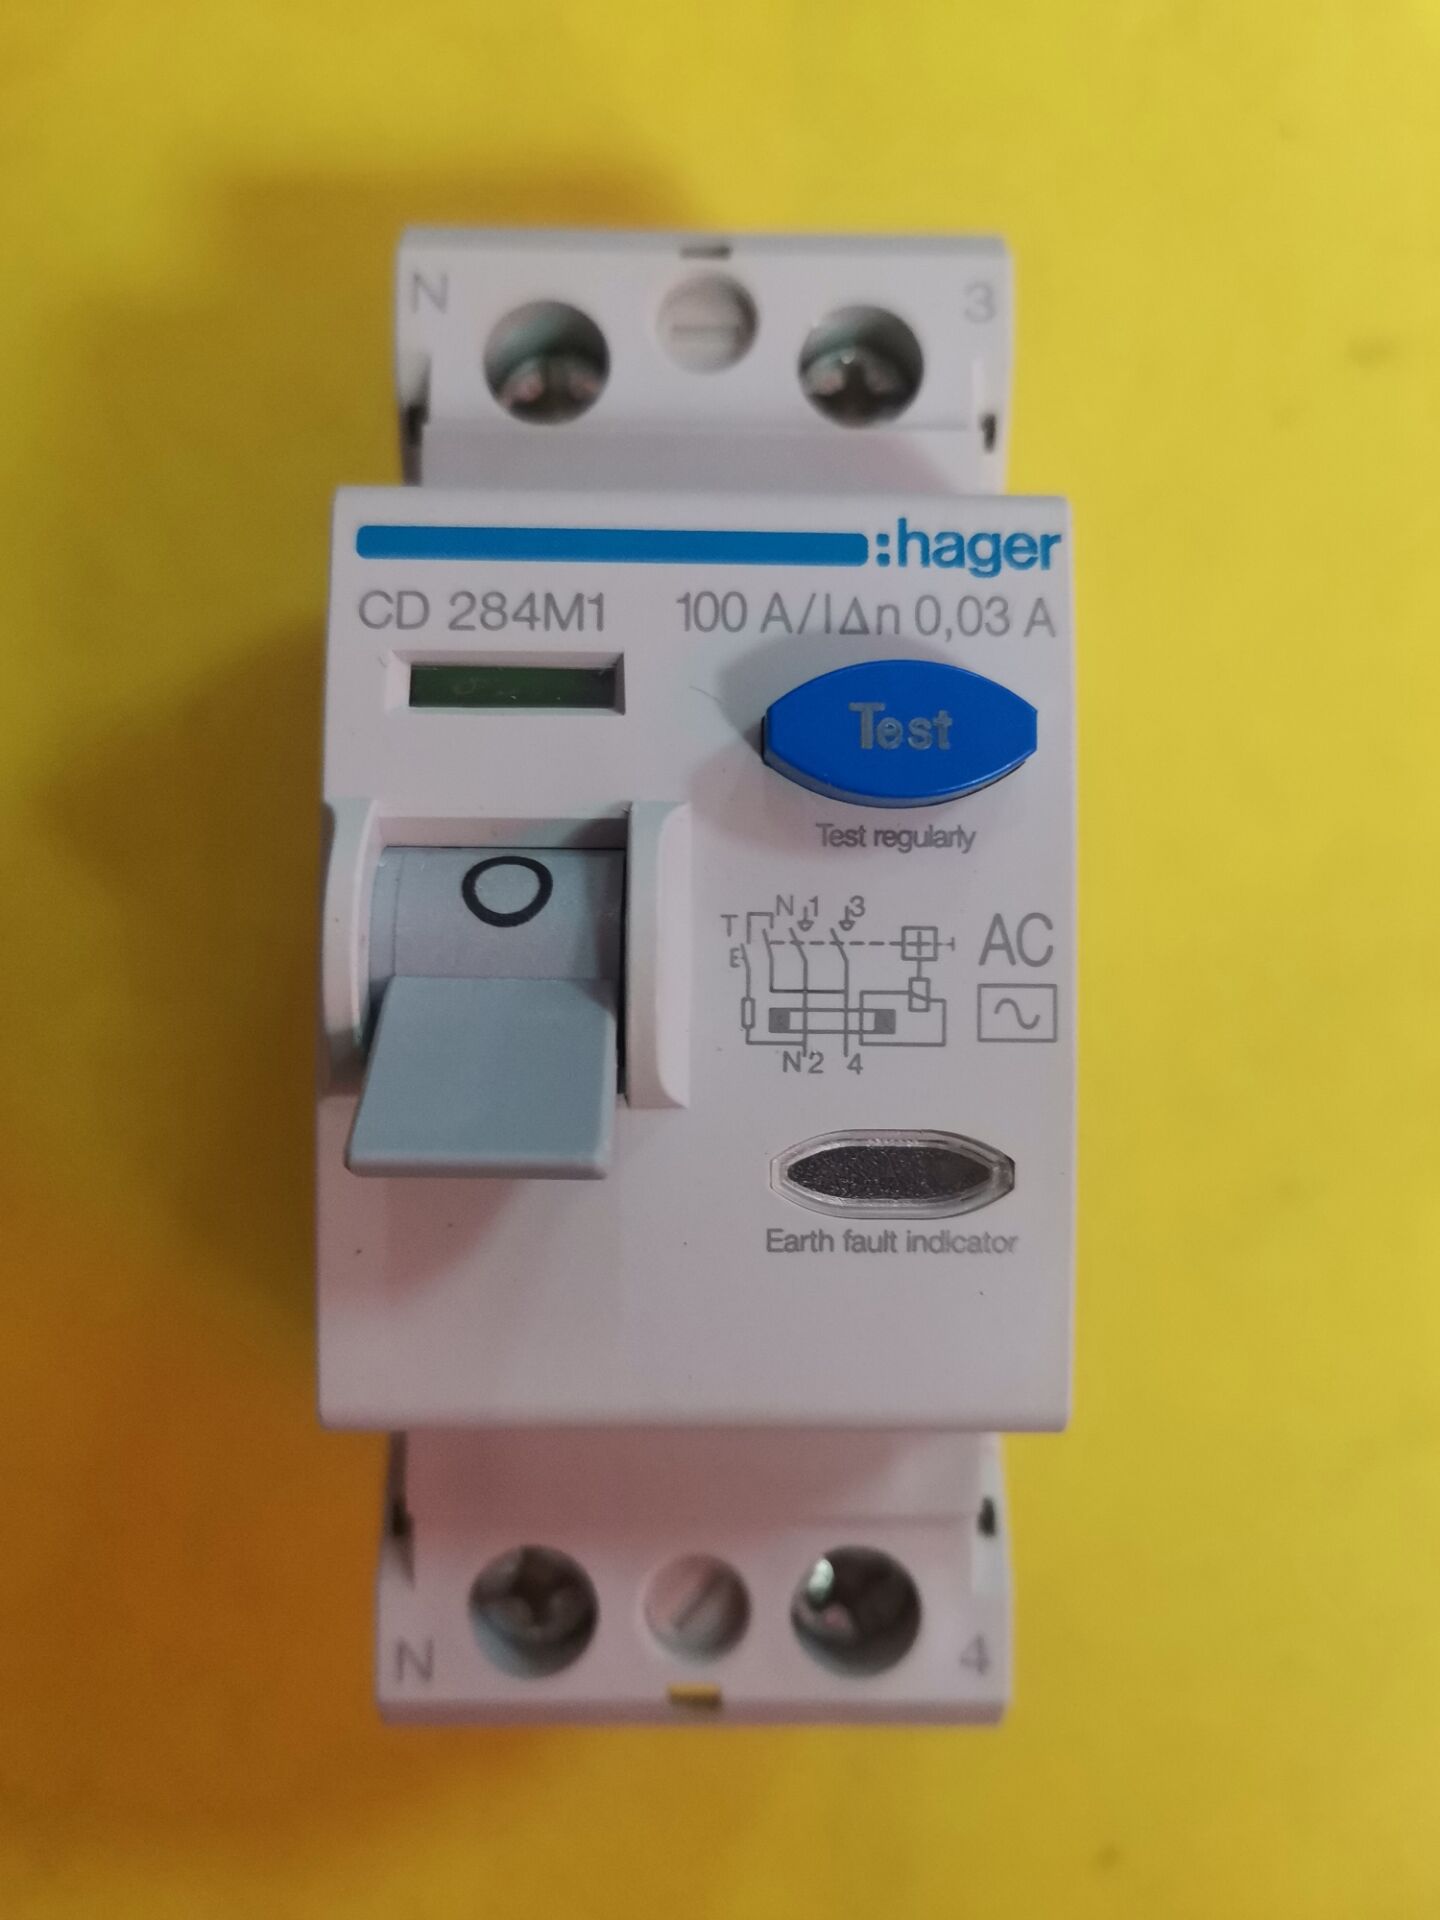 N 3
:hager
CD 284M1 100 A/IΔn 0,03 A
Test
Test regularly
N 1 3
T
E
AC
N 2 4
Earth fault indicator
O
N 4